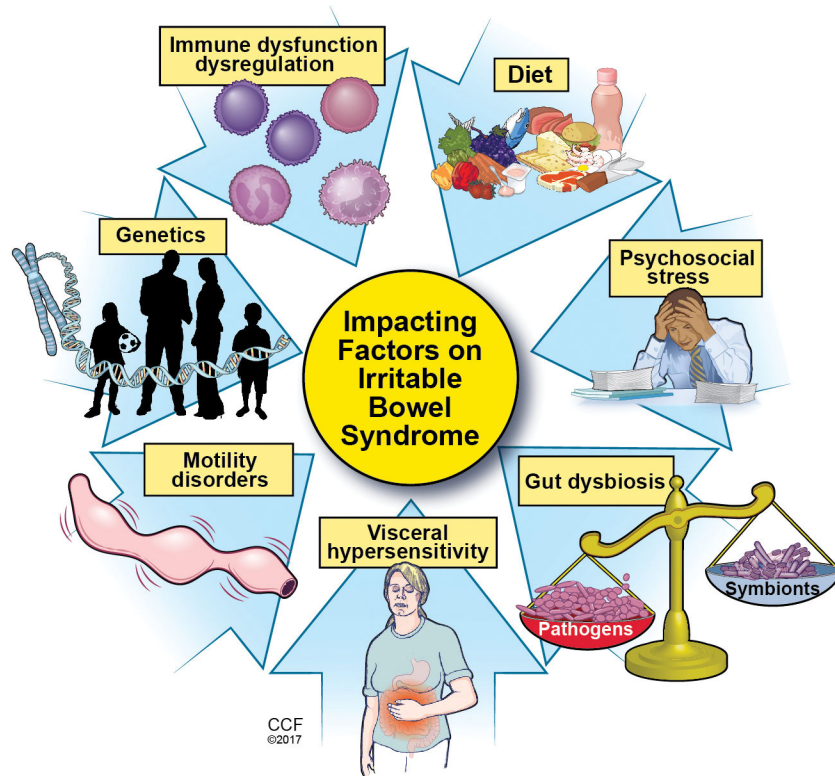 Immune dysfunction
dysregulation
Diet
Genetics
Psychosocial
stress
Impacting
Factors on
Irritable
Bowel
Syndrome
Motility
disorders
Gut dysbiosis
Visceral
hypersensitivity
Symbionts
Pathogens
CCF
©2017